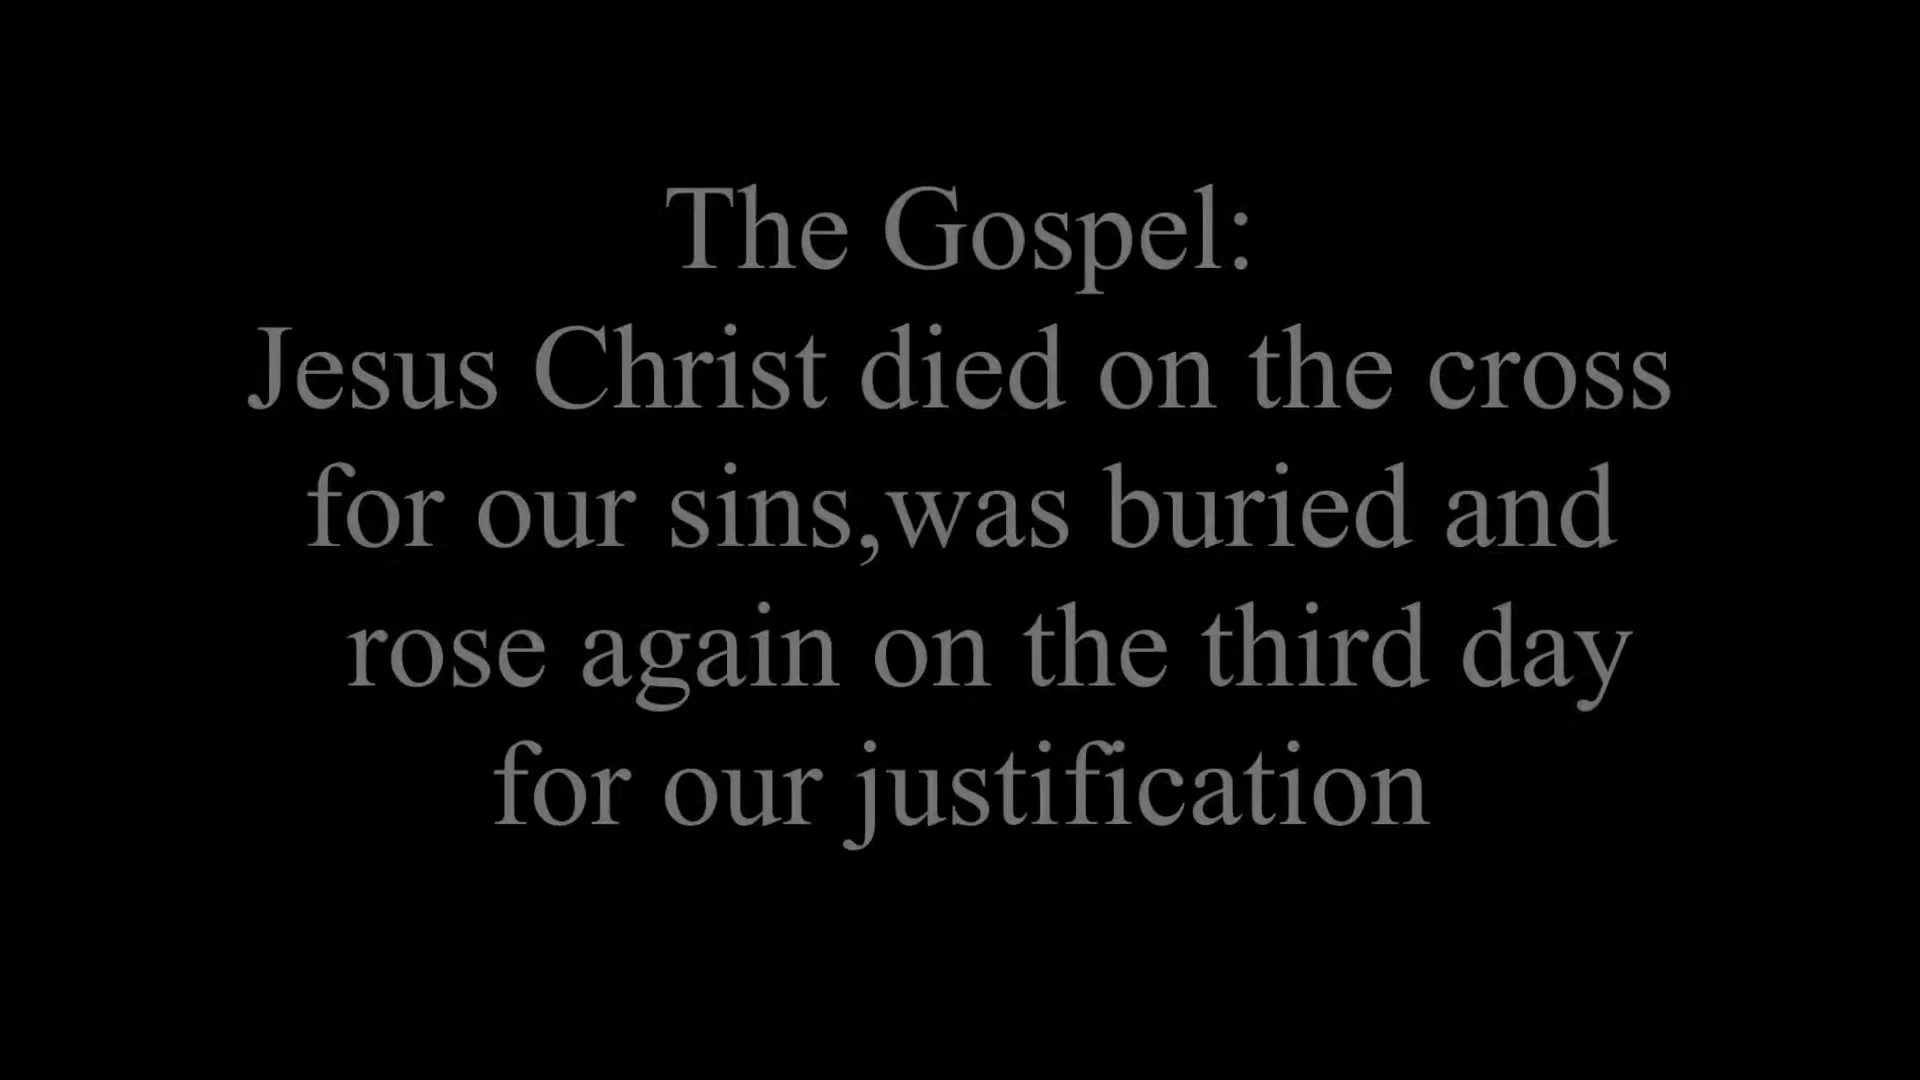 The Gospel:
Jesus Christ died on the cross
for our sins,was buried and
rose again on the third day
for our justification